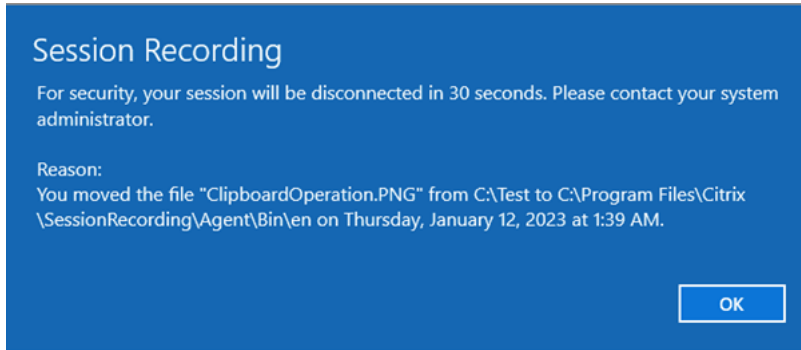 Session Recording
For security, your session will be disconnected in 30 seconds. Please contact your system
administrator.
Reason:
You moved the file "ClipboardOperation.PNG" from C:\Test to C:\Program Files\Citrix
\SessionRecording\Agent\Bin\en on Thursday, January 12, 2023 at 1:39 AM.
OK